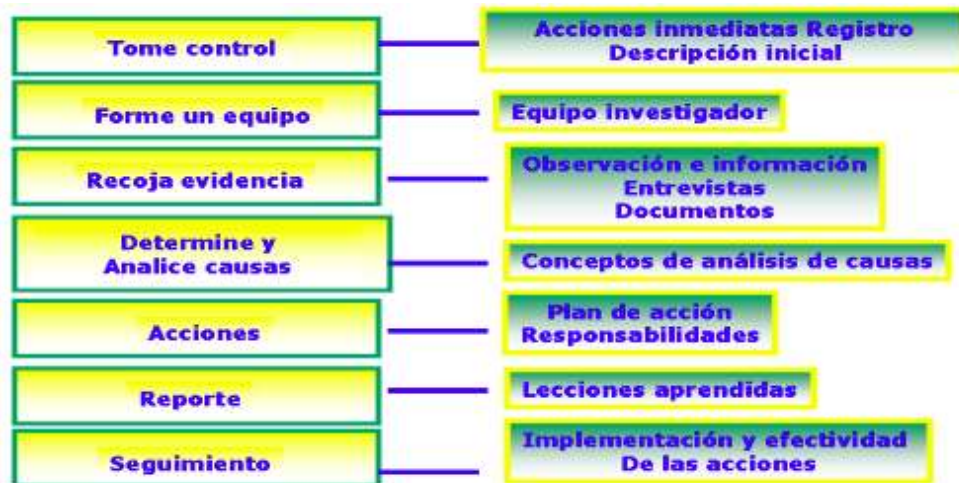 Tome control
Acciones inmediatas Registro
Descripción inicial
Forme un equipo
Equipo investigador
Recoja evidencia
Observación e información
Entrevistas
Documentos
Determine y
Analice causas
Conceptos de análisis de causas
Acciones
Plan de acción
Responsabilidades
Reporte
Lecciones aprendidas
Seguimiento
Implementación y efectividad
De las acciones